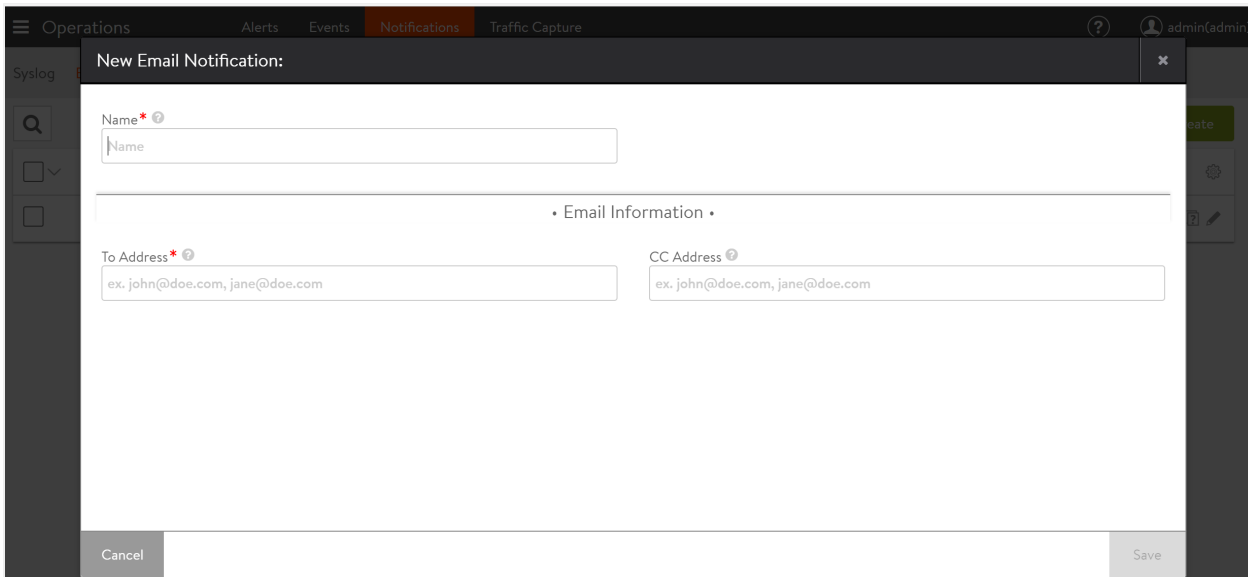 Operations Alerts Events Notifications Traffic Capture ? admin(admin
Syslog
New Email Notification:
eate
Name* ?
Name
• Email Information •
To Address* ? CC Address ?
ex. john@doe.com, jane@doe.com ex. john@doe.com, jane@doe.com
Cancel Save